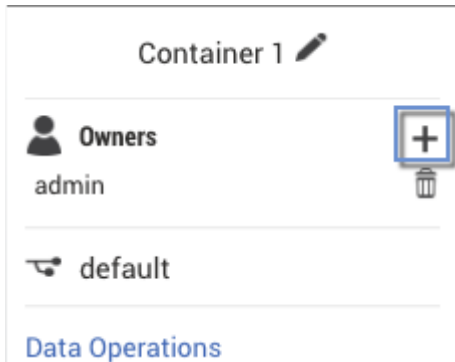 Container 1
Owners
admin
default
Data Operations